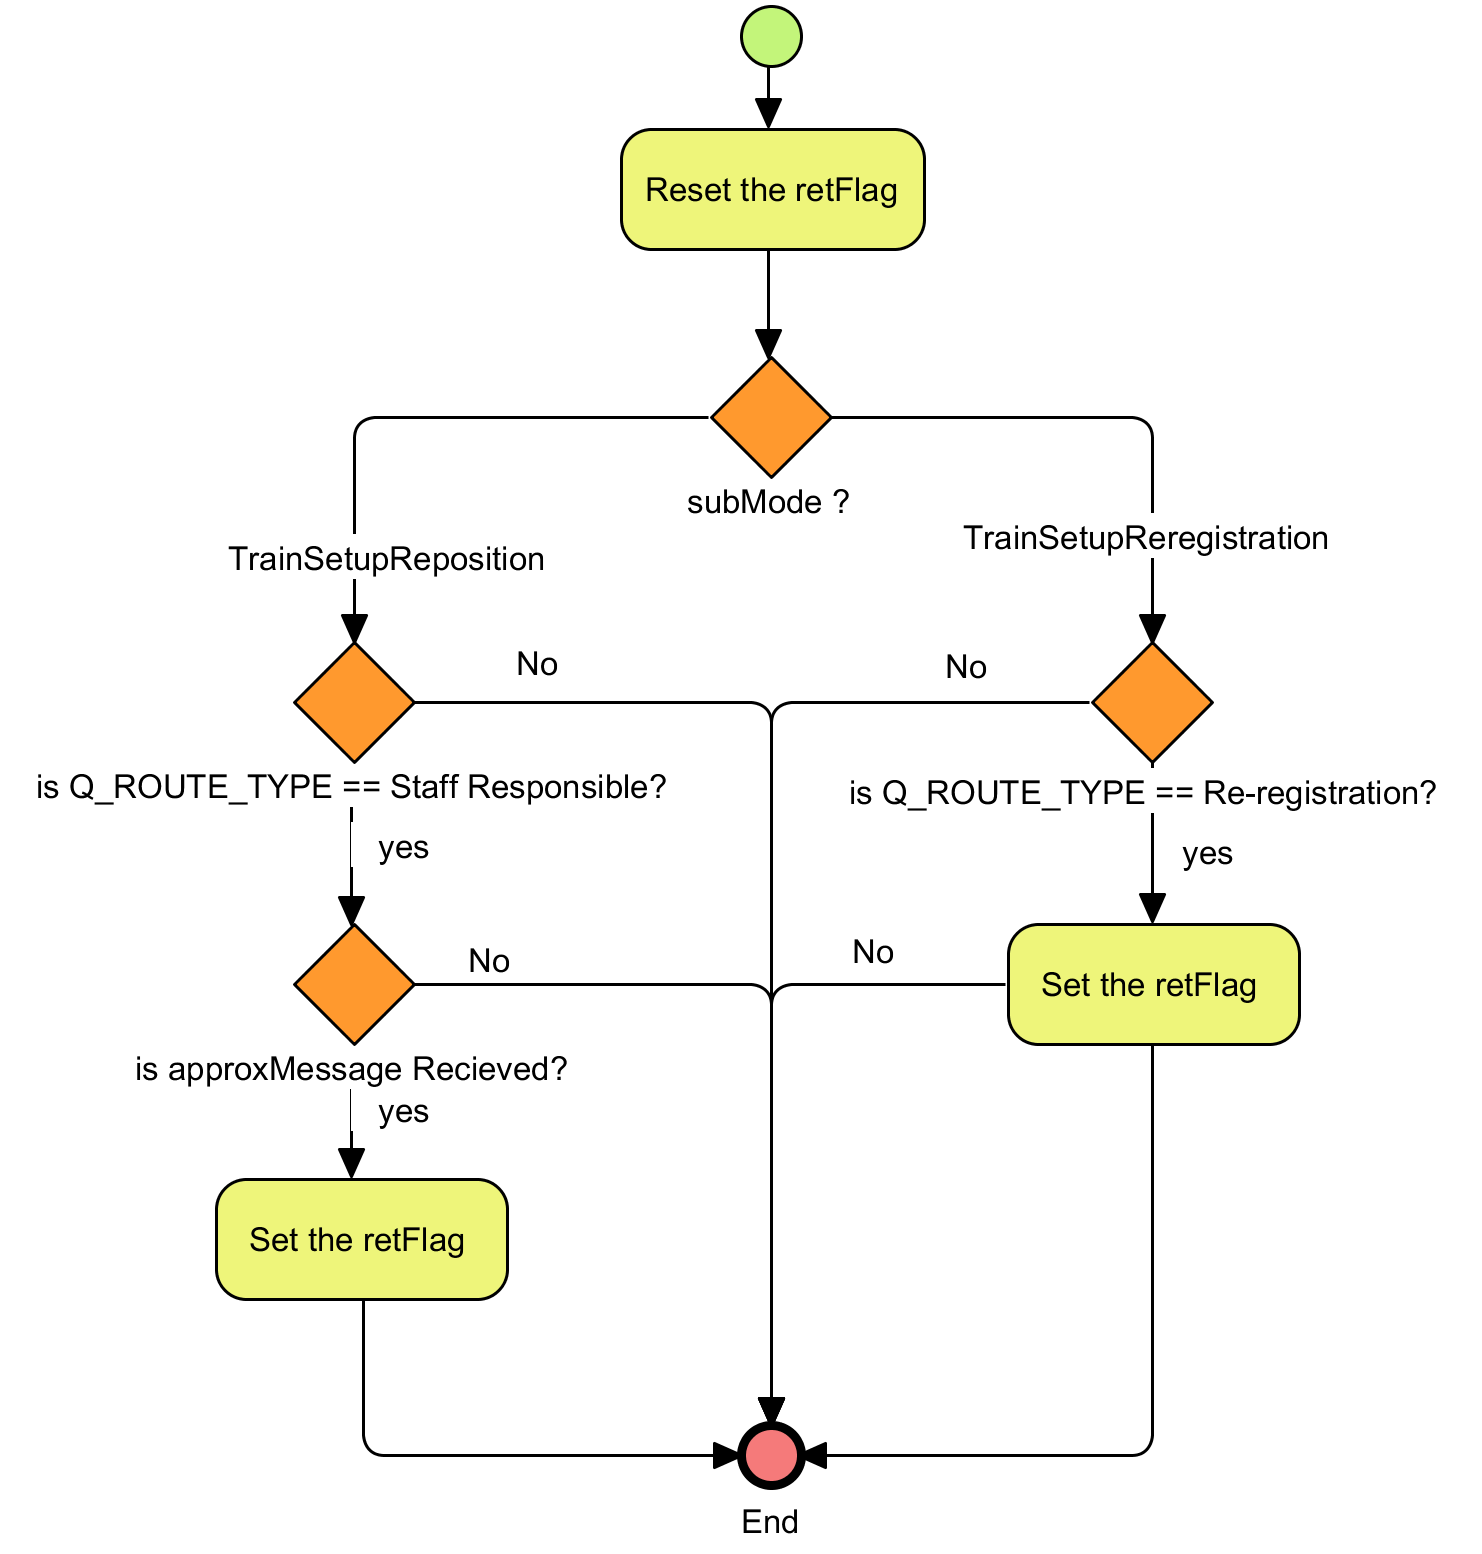 Reset the retFlag
subMode ?
TrainSetupReposition
TrainSetupReregistration
No
No
is Q_ROUTE_TYPE == Staff Responsible?
is Q_ROUTE_TYPE == Re-registration?
yes
yes
No
No
Set the retFlag
is approxMessage Recieved?
yes
Set the retFlag
End